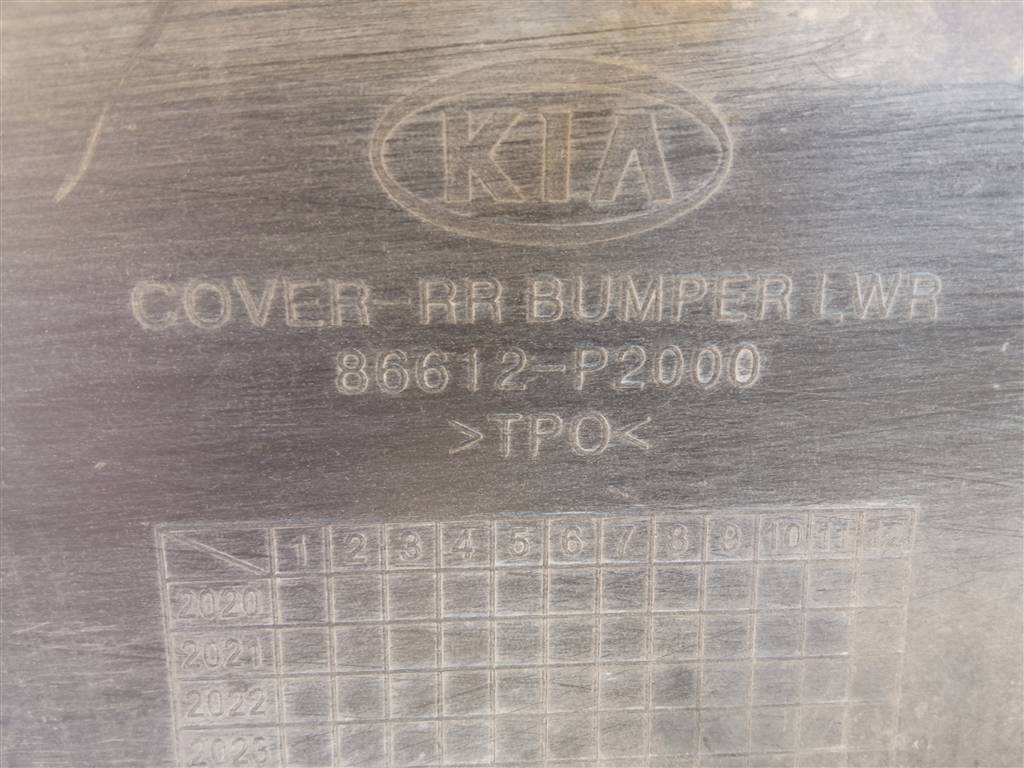 KIA
COVER-RR BUMPER LWR
86612-P2000
>TPO<
1 2 3 4 5 6 7 8 9 10 11 12
2020
2021
2022
2023